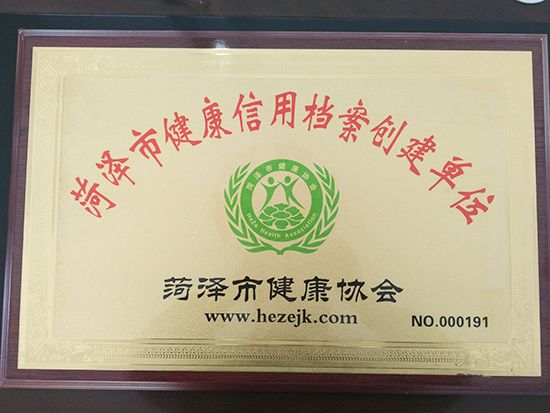 菏泽市健康信用档案创建单位
菏泽市健康协会
Heze Health Association
菏泽市健康协会
www.hezejk.com
NO.000191